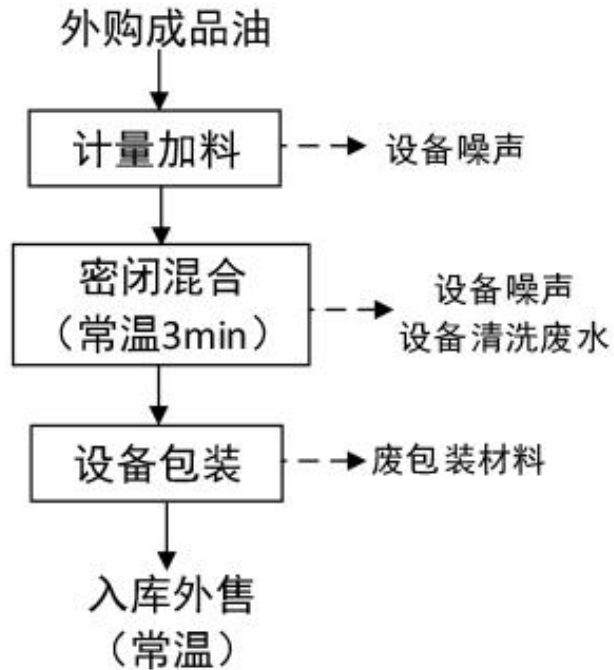 外购成品油
计量加料
设备噪声
密闭混合
（常温3min）
设备噪声
设备清洗废水
设备包装
废包装材料
入库外售
（常温）